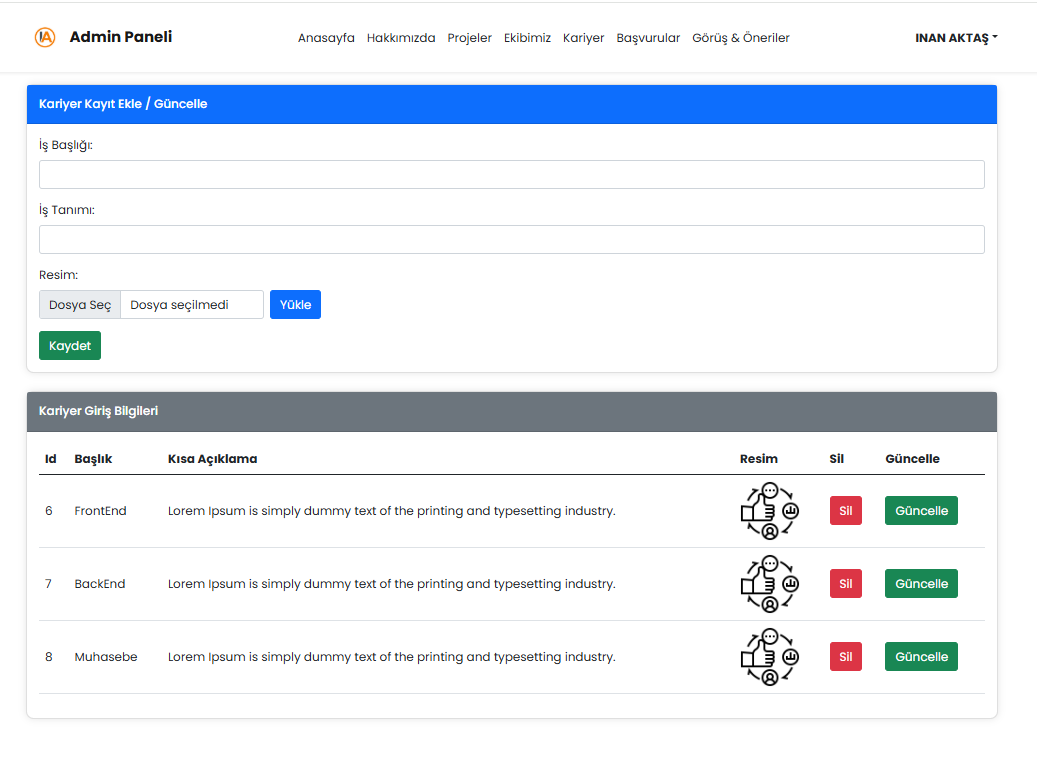 IA Admin Paneli Anasayfa Hakkımızda Projeler Ekibimiz Kariyer Başvurular Görüş & Öneriler INAN AKTAŞ
Kariyer Kayıt Ekle / Güncelle
İş Başlığı:
İş Tanımı:
Resim:
Dosya Seç Dosya seçilmedi Yükle
Kaydet
Kariyer Giriş Bilgileri
Id Başlık Kısa Açıklama Resim Sil Güncelle
6 FrontEnd Lorem Ipsum is simply dummy text of the printing and typesetting industry. Sil Güncelle
7 BackEnd Lorem Ipsum is simply dummy text of the printing and typesetting industry. Sil Güncelle
8 Muhasebe Lorem Ipsum is simply dummy text of the printing and typesetting industry. Sil Güncelle